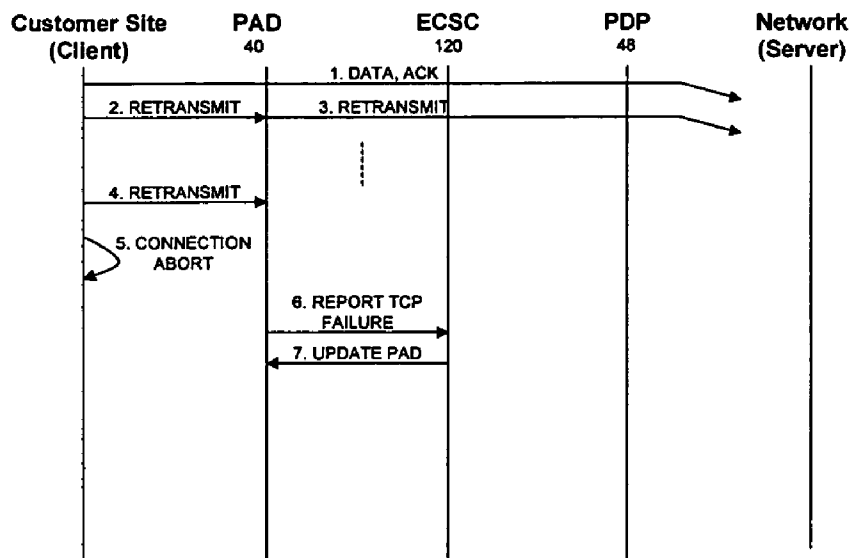 Customer Site PAD ECSC PDP Network
(Client) 40 120 48 (Server)
1. DATA, ACK
2. RETRANSMIT 3. RETRANSMIT
4. RETRANSMIT
5. CONNECTION
ABORT
6. REPORT TCP
FAILURE
7. UPDATE PAD